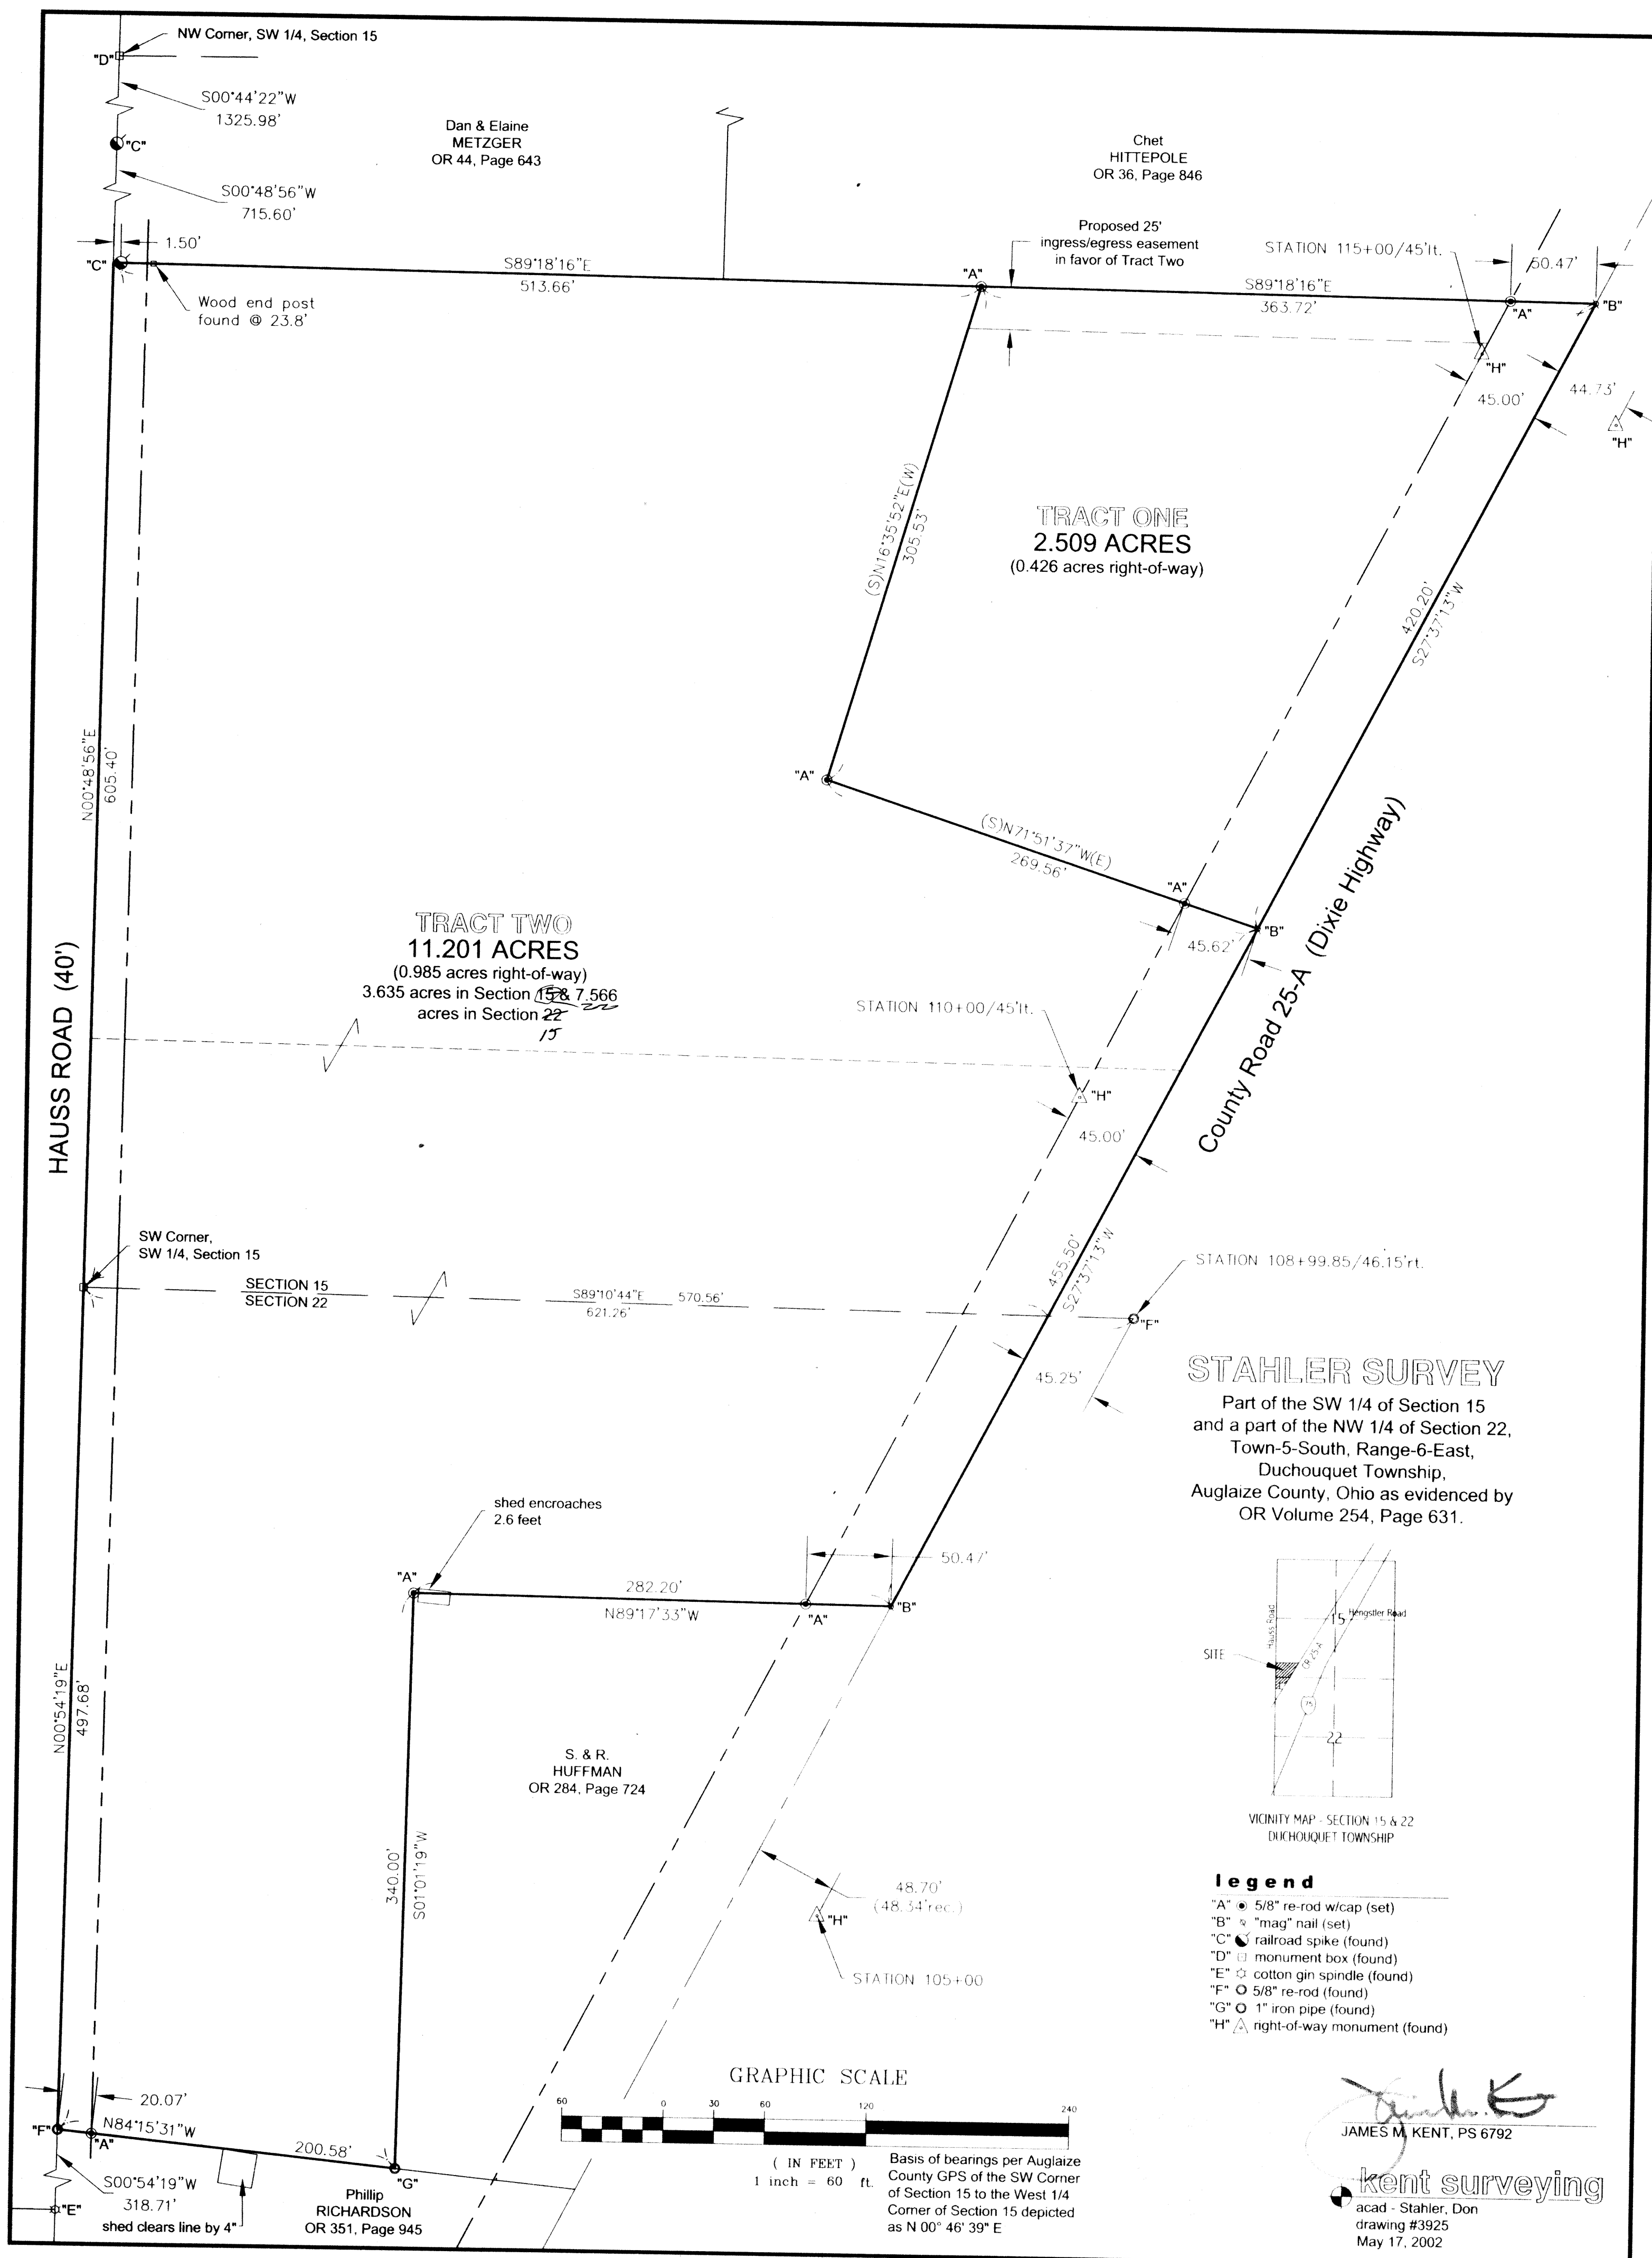 NW Corner, SW 1/4, Section 15
"D"
S00°44'22"W
1325.98'
"C"
S00°48'56"W
715.60'
1.50'
"C"
Wood end post
found @ 23.8'
Dan & Elaine
METZGER
OR 44, Page 643
Chet
HITTEPOLE
OR 36, Page 846
Proposed 25'
ingress/egress easement
in favor of Tract Two
STATION 115+00/45'lt.
50.47'
S89°18'16"E
513.66'
"A"
S89°18'16"E
363.72'
"A"
"B"
"H"
45.00'
44.73'
"H"
(S)N16°35'52"E(W)
305.53'
TRACT ONE
2.509 ACRES
(0.426 acres right-of-way)
420.20'
S27°37'13"W
N00°48'56"E
605.40'
"A"
(S)N71°51'37"W(E)
269.56'
"A"
45.62'
"B"
County Road 25-A (Dixie Highway)
TRACT TWO
11.201 ACRES
(0.985 acres right-of-way)
3.635 acres in Section 15 & 7.566
acres in Section 22
15
HAUSS ROAD (40')
STATION 110+00/45'lt.
"H"
45.00'
SW Corner,
SW 1/4, Section 15
SECTION 15
SECTION 22
S89°10'44"E 570.56'
621.26'
455.50'
S27°37'13"W
STATION 108+99.85/46.15'rt.
"F"
45.25'
STAHLER SURVEY
Part of the SW 1/4 of Section 15
and a part of the NW 1/4 of Section 22,
Town-5-South, Range-6-East,
Duchouquet Township,
Auglaize County, Ohio as evidenced by
OR Volume 254, Page 631.
shed encroaches
2.6 feet
50.47'
"A"
282.20'
N89°17'33"W
"A"
"B"
Hauss Road
15
Hengstler Road
SITE
CR 25 A
75
22
VICINITY MAP - SECTION 15 & 22
DUCHOUQUET TOWNSHIP
N00°54'19"E
497.68'
S. & R.
HUFFMAN
OR 284, Page 724
340.00'
S01°01'19"W
48.70'
(48.34'rec.)
"H"
STATION 105+00
legend
"A" 5/8" re-rod w/cap (set)
"B" "mag" nail (set)
"C" railroad spike (found)
"D" monument box (found)
"E" cotton gin spindle (found)
"F" 5/8" re-rod (found)
"G" 1" iron pipe (found)
"H" right-of-way monument (found)
20.07'
"F"
N84°15'31"W
"A"
200.58'
"G"
S00°54'19"W
318.71'
"E"
shed clears line by 4"
Phillip
RICHARDSON
OR 351, Page 945
GRAPHIC SCALE
60 0 30 60 120 240
( IN FEET )
1 inch = 60 ft.
Basis of bearings per Auglaize
County GPS of the SW Corner
of Section 15 to the West 1/4
Corner of Section 15 depicted
as N 00° 46' 39" E
JAMES M. KENT, PS 6792
kent surveying
acad - Stahler, Don
drawing #3925
May 17, 2002